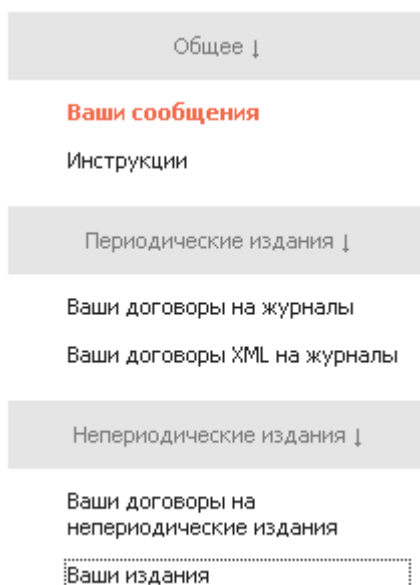 Общее ↓
Ваши сообщения
Инструкции
Периодические издания ↓
Ваши договоры на журналы
Ваши договоры XML на журналы
Непериодические издания ↓
Ваши договоры на
непериодические издания
Ваши издания